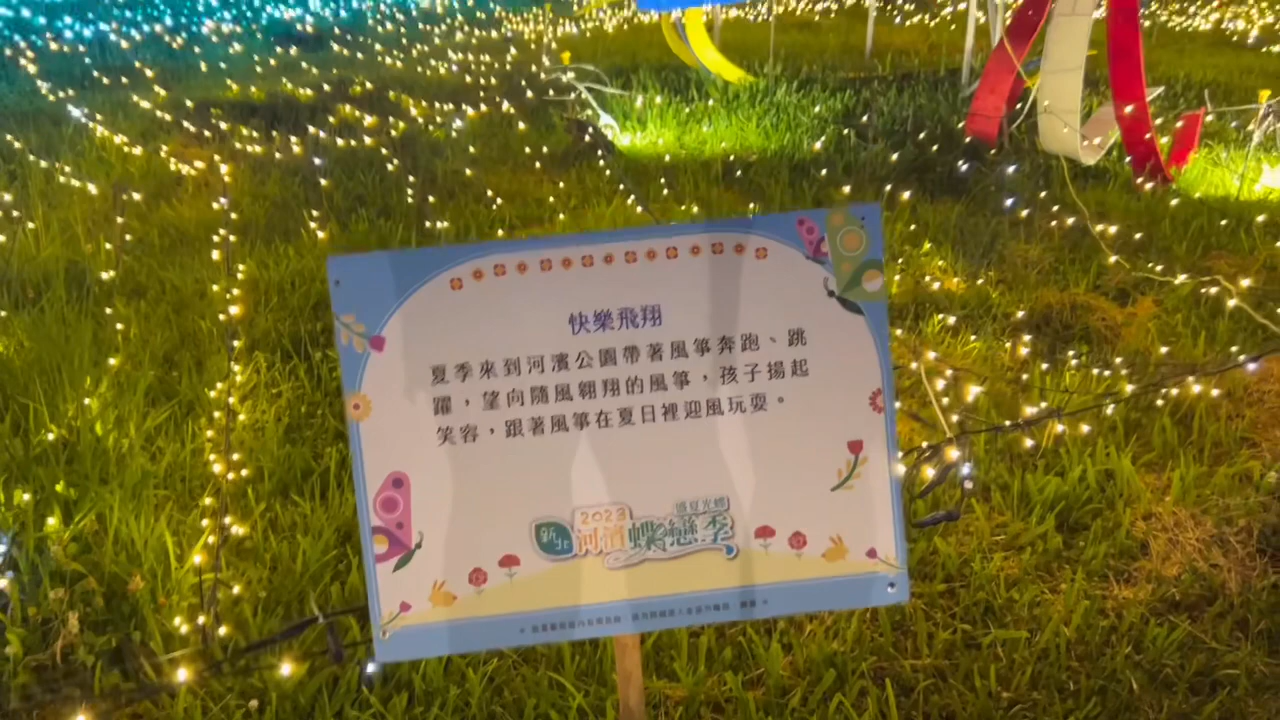 快樂飛翔
夏季來到河濱公園帶著風箏奔跑、跳
躍，望向隨風翱翔的風箏，孩子揚起
笑容，跟著風箏在夏日裡迎風玩耍。
盛夏光蝶
2023
新北 河濱蝶戀季